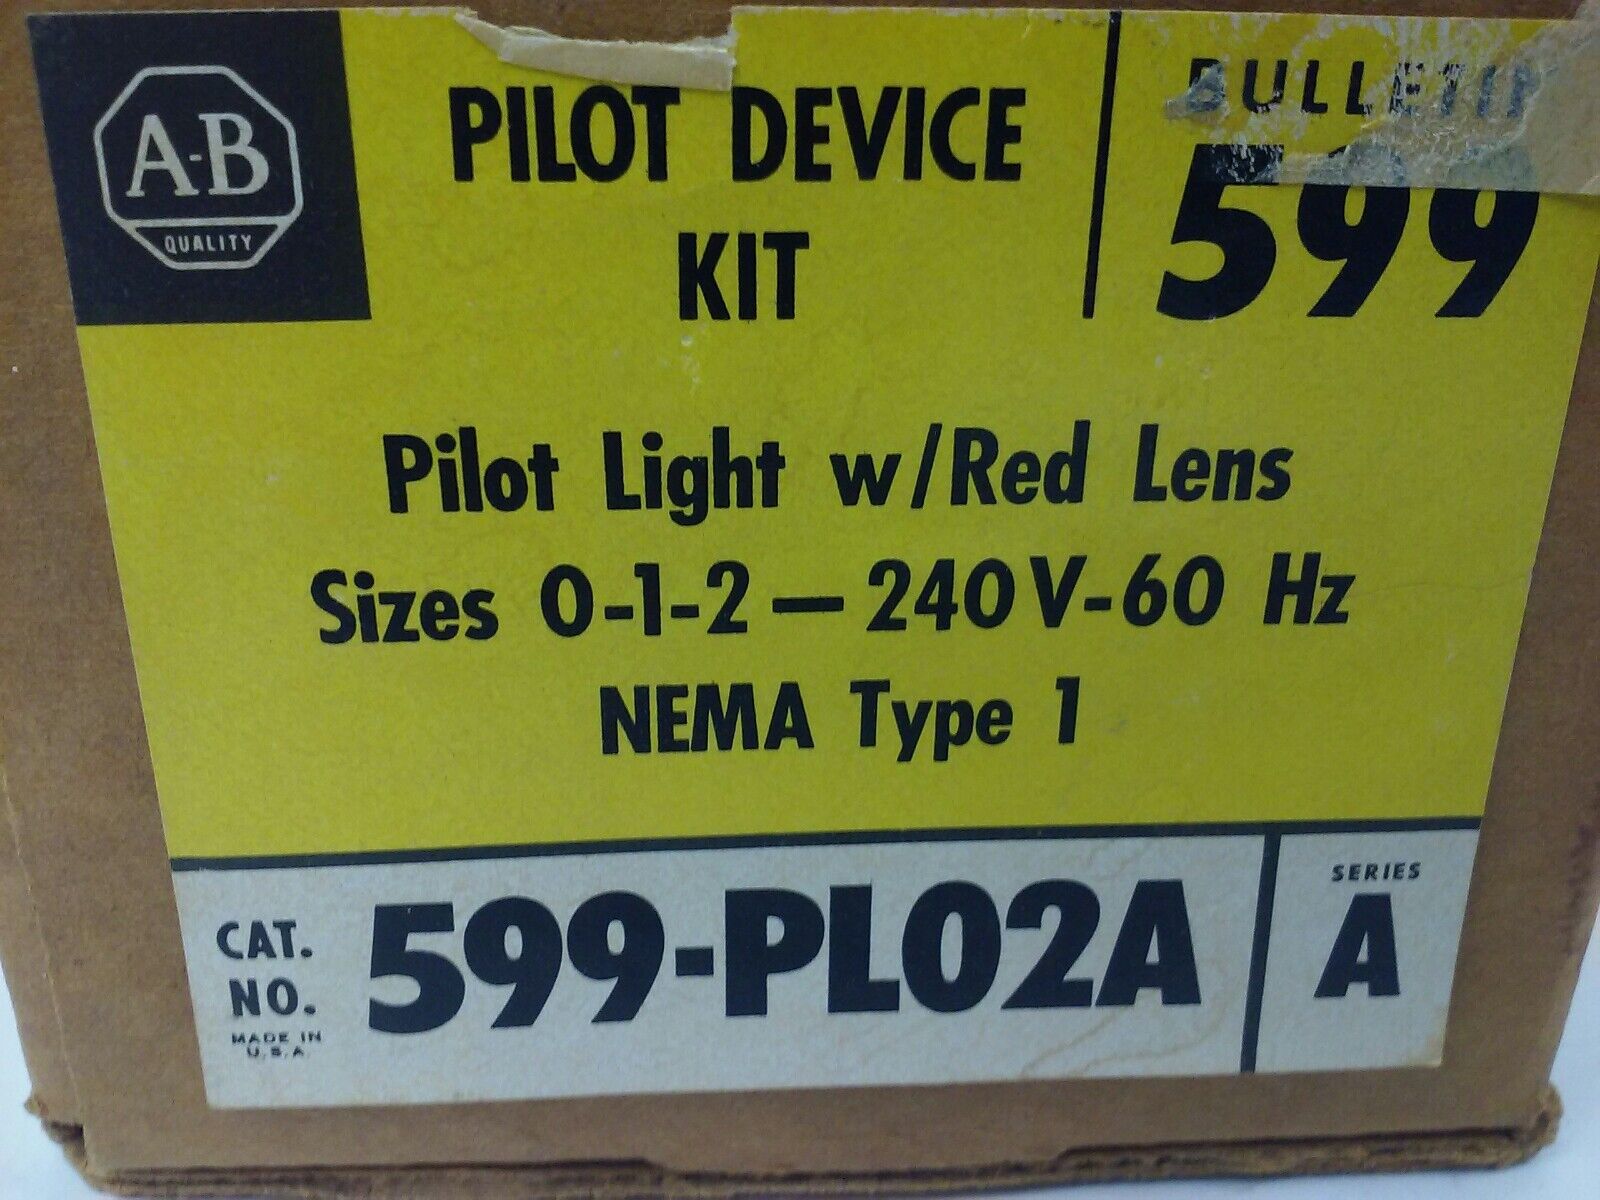 A-B
QUALITY
PILOT DEVICE
KIT
BULLETIN
599
Pilot Light w/Red Lens
Sizes 0-1-2 — 240V-60 Hz
NEMA Type 1
CAT.
NO.
MADE IN
U.S.A.
599-PL02A
SERIES
A